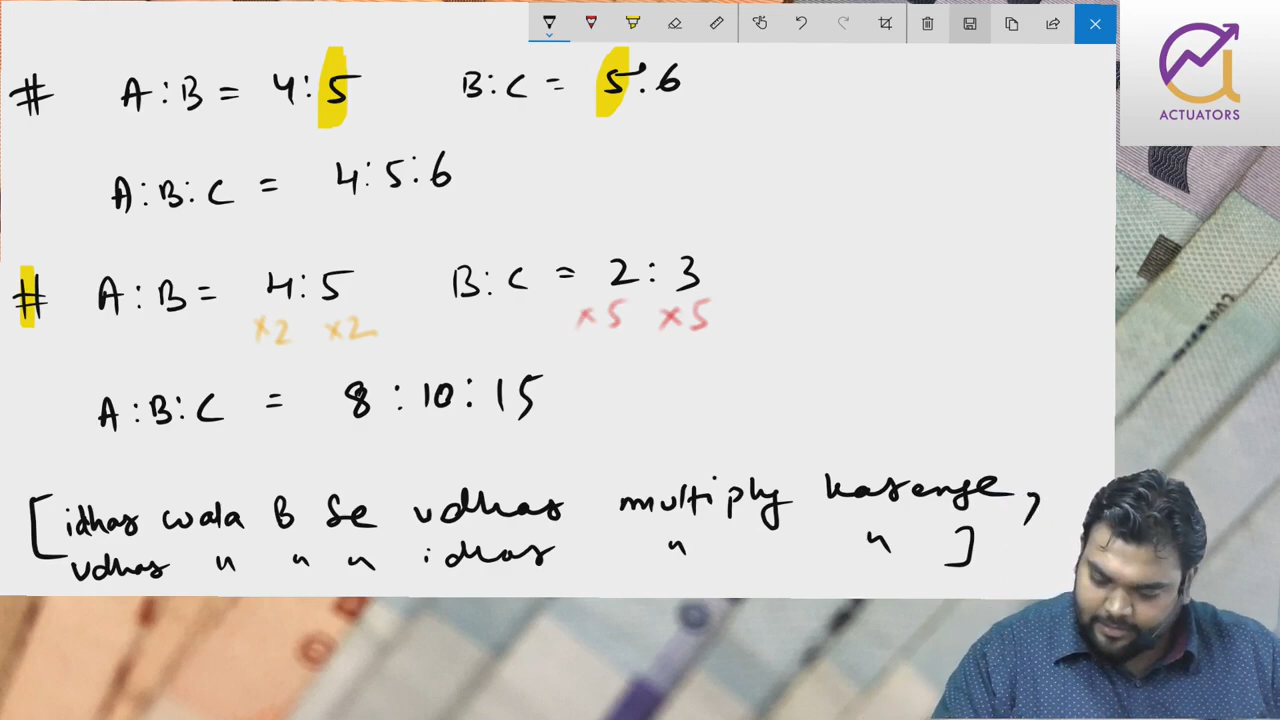 ACTUATORS
# A:B = 4:5 B:C = 5:6
A:B:C = 4:5:6
# A:B = 4:5 B:C = 2:3
×2 ×2 ×5 ×5
A:B:C = 8:10:15
[idhar wala B se udhar multiply karenge,
udhar " " " idhar " " ]